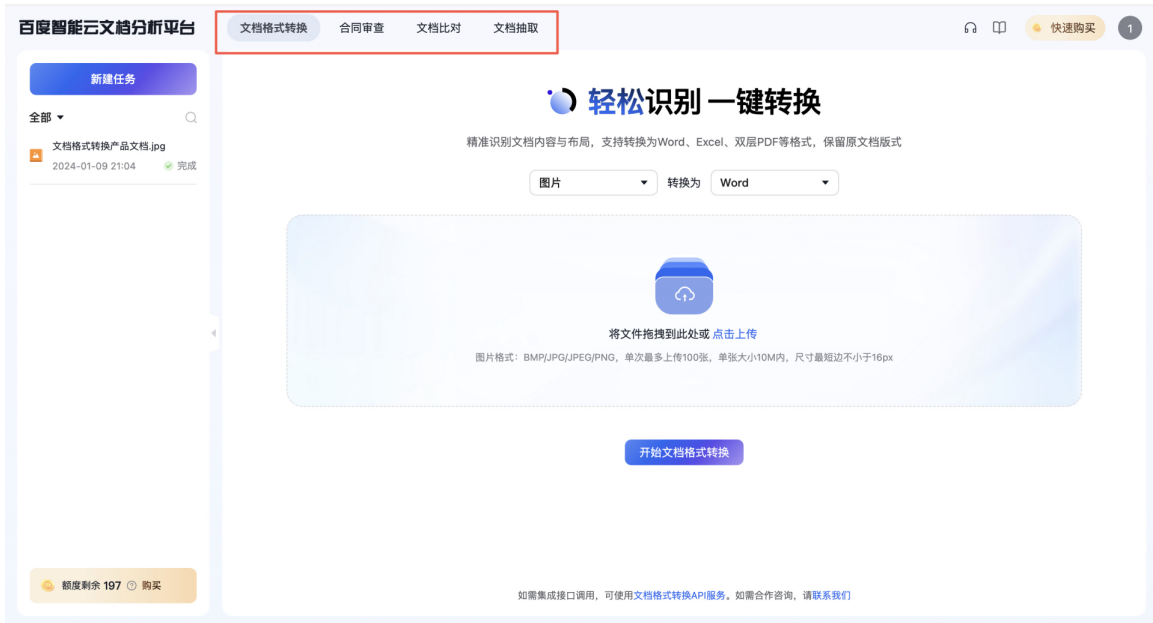 百度智能云文档分析平台
文档格式转换 合同审查 文档比对 文档抽取
快速购买 1
新建任务
全部
文档格式转换产品文档.jpg
2024-01-09 21:04 完成
轻松识别 一键转换
精准识别文档内容与布局，支持转换为Word、Excel、双层PDF等格式，保留原文档版式
图片 转换为 Word
将文件拖拽到此处或 点击上传
图片格式：BMP/JPG/JPEG/PNG，单次最多上传100张，单张大小10M内，尺寸最短边不小于16px
开始文档格式转换
额度剩余 197 ? 购买
如需集成接口调用，可使用文档格式转换API服务。如需合作咨询，请联系我们